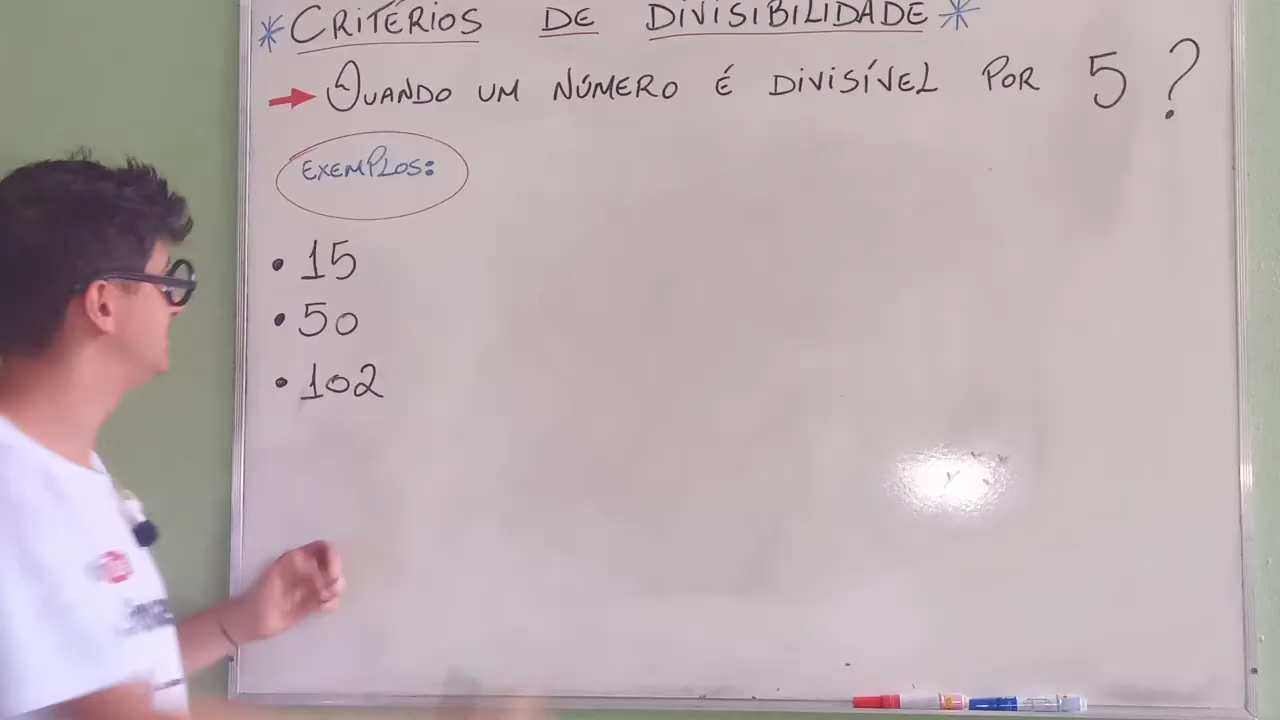 *CRITÉRIOS DE DIVISIBILIDADE*
→ QUANDO UM NÚMERO É DIVISÍVEL POR 5?
EXEMPLOS:
• 15
• 50
• 102